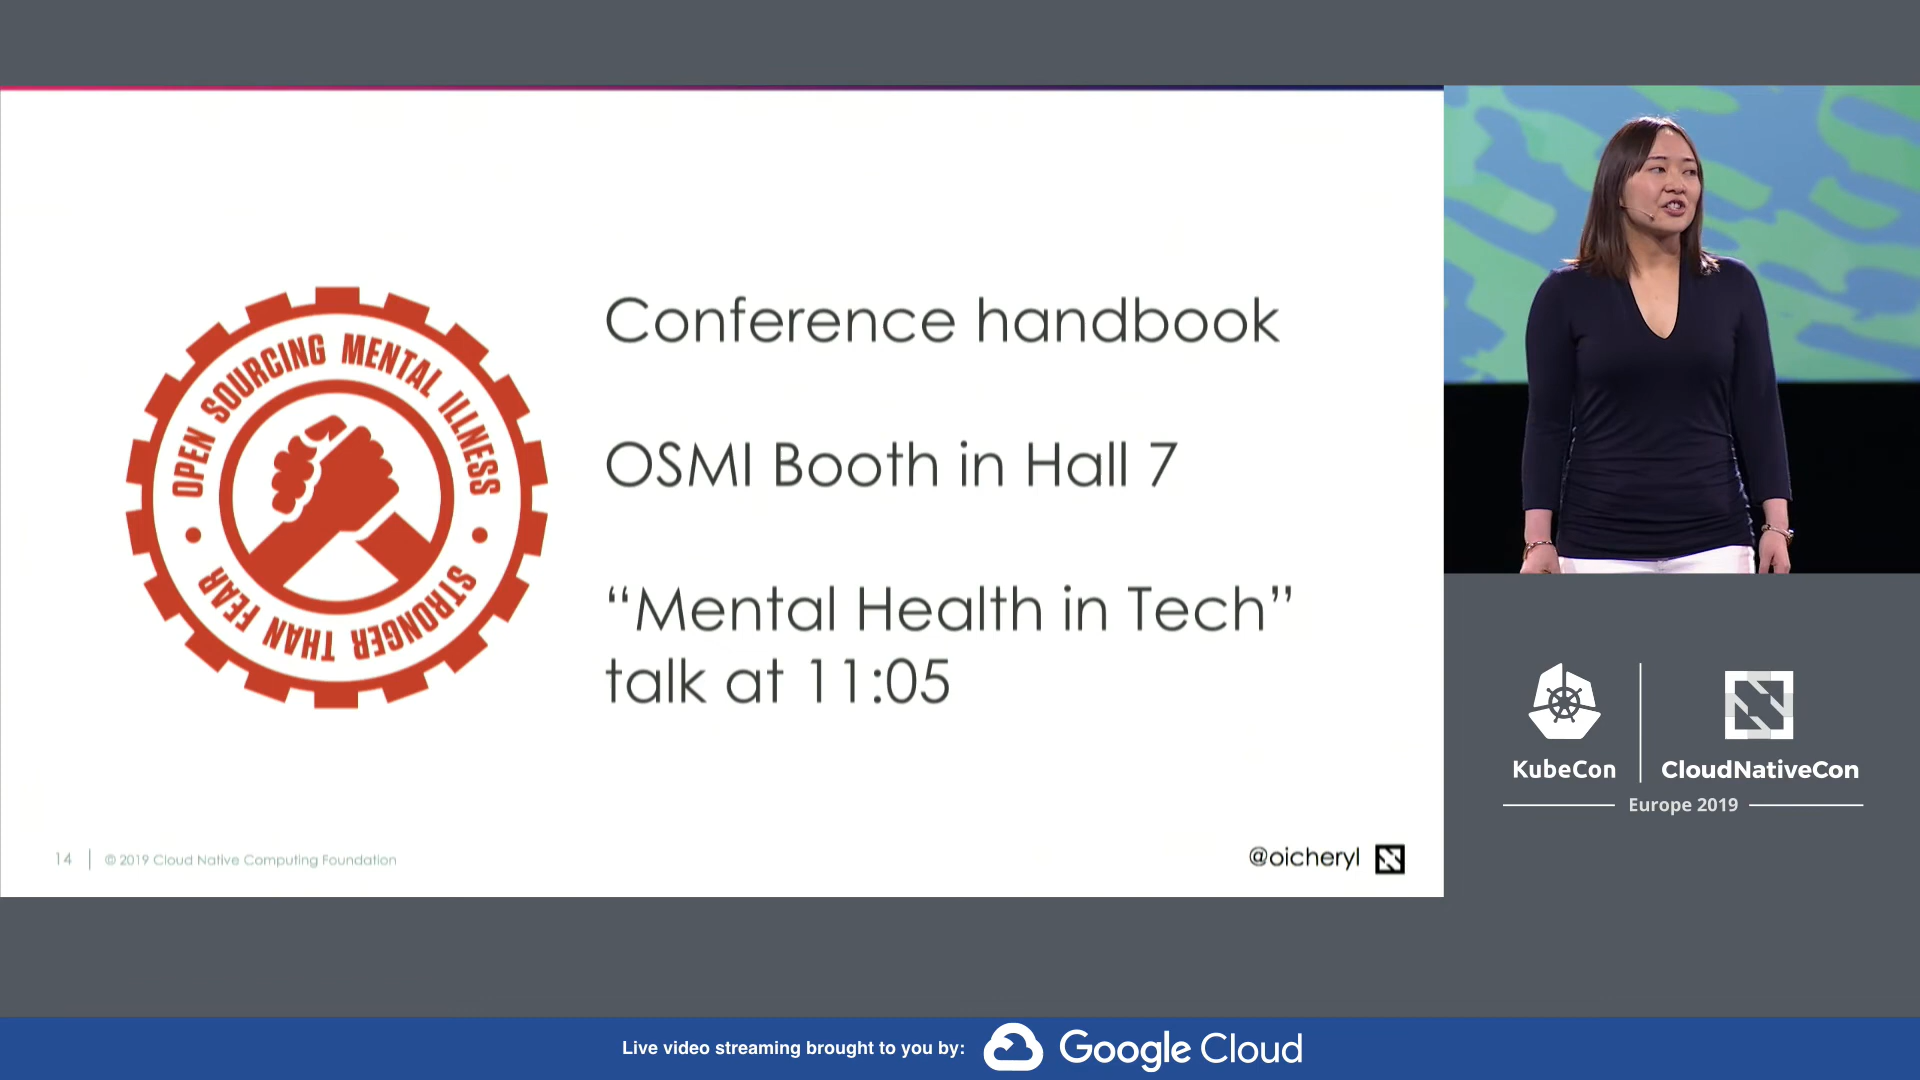 OPEN SOURCING MENTAL ILLNESS
STRONGER THAN FEAR
Conference handbook
OSMI Booth in Hall 7
“Mental Health in Tech”
talk at 11:05
14
© 2019 Cloud Native Computing Foundation
@oicheryl
KubeCon
CloudNativeCon
Europe 2019
Live video streaming brought to you by:
Google Cloud